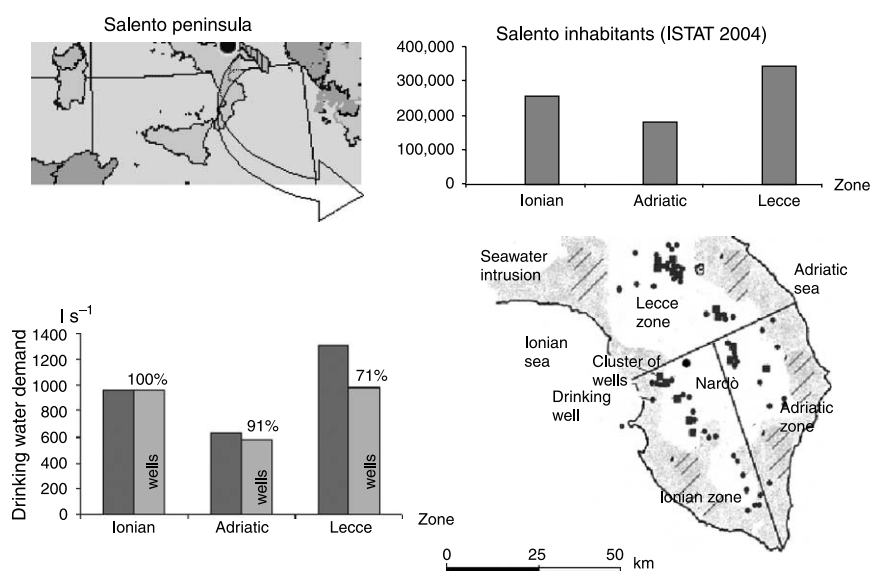 Salento peninsula
Salento inhabitants (ISTAT 2004)
400,000
300,000
200,000
100,000
0
Ionian
Adriatic
Lecce
Zone
l s⁻¹
Drinking water demand
1400
1200
1000
800
600
400
200
0
100%
91%
71%
wells
wells
wells
Ionian
Adriatic
Lecce
Zone
Seawater
intrusion
Adriatic
sea
Lecce
zone
Ionian
sea
Cluster of
wells
Nardò
Drinking
well
Adriatic
zone
Ionian zone
0
25
50
km